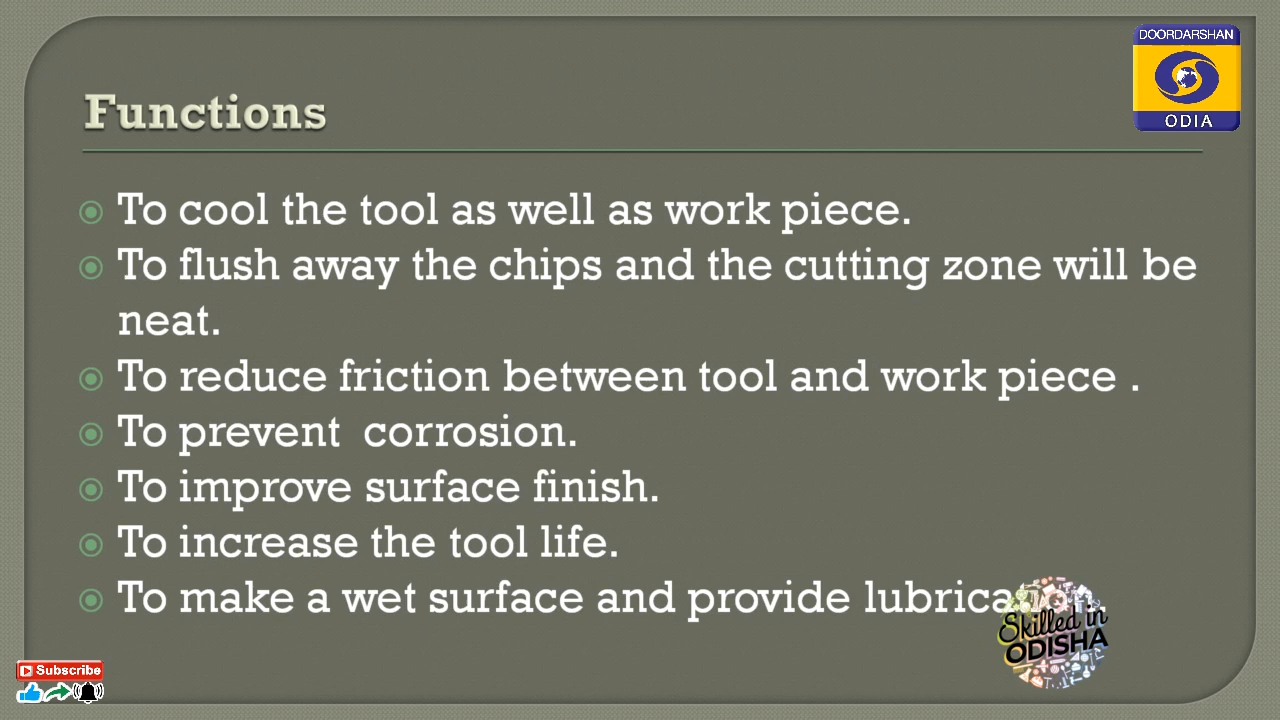 DOORDARSHAN
ODIA
Functions
To cool the tool as well as work piece.
To flush away the chips and the cutting zone will be
neat.
To reduce friction between tool and work piece .
To prevent  corrosion.
To improve surface finish.
To increase the tool life.
To make a wet surface and provide
Skilled in
ODISHA
Subscribe